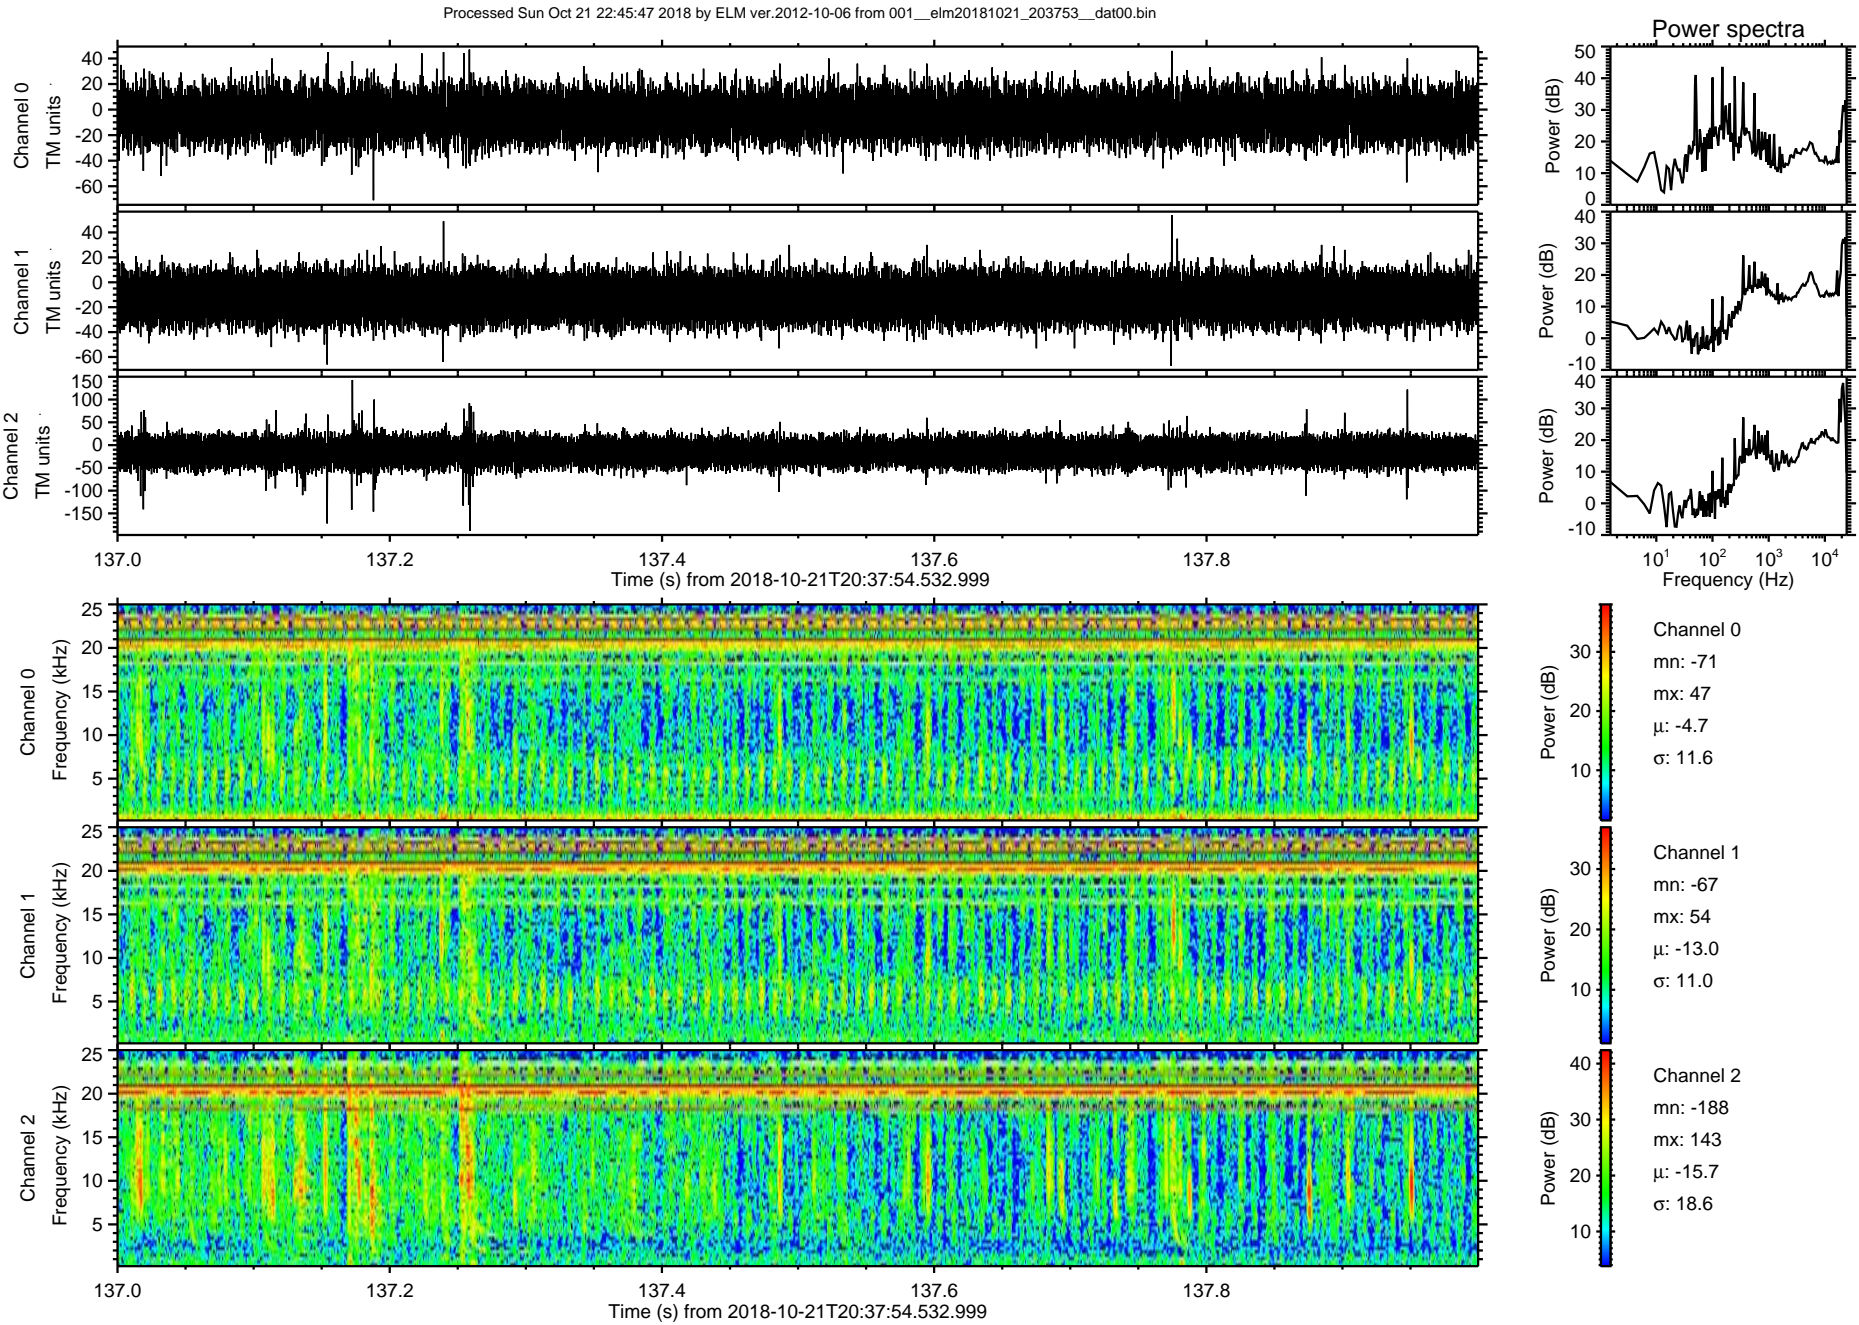 Processed Sun Oct 21 22:45:47 2018 by ELM ver.2012-10-06 from 001__elm20181021_203753__dat00.bin
Power spectra
Channel 0
TM units
40
20
0
-20
-40
-60
Power (dB)
50
40
30
20
10
0
Channel 1
TM units
40
20
0
-20
-40
-60
Power (dB)
40
30
20
10
0
-10
Channel 2
TM units
150
100
50
0
-50
-100
-150
Power (dB)
40
30
20
10
0
-10
137.0 137.2 137.4 137.6 137.8
Time (s) from 2018-10-21T20:37:54.532.999
10^1 10^2 10^3 10^4
Frequency (Hz)
Channel 0
Frequency (kHz)
25
20
15
10
5
Power (dB)
30
20
10
Channel 0
mn: -71
mx: 47
μ: -4.7
σ: 11.6
Channel 1
Frequency (kHz)
25
20
15
10
5
Power (dB)
30
20
10
Channel 1
mn: -67
mx: 54
μ: -13.0
σ: 11.0
Channel 2
Frequency (kHz)
25
20
15
10
5
Power (dB)
40
30
20
10
Channel 2
mn: -188
mx: 143
μ: -15.7
σ: 18.6
137.0 137.2 137.4 137.6 137.8
Time (s) from 2018-10-21T20:37:54.532.999